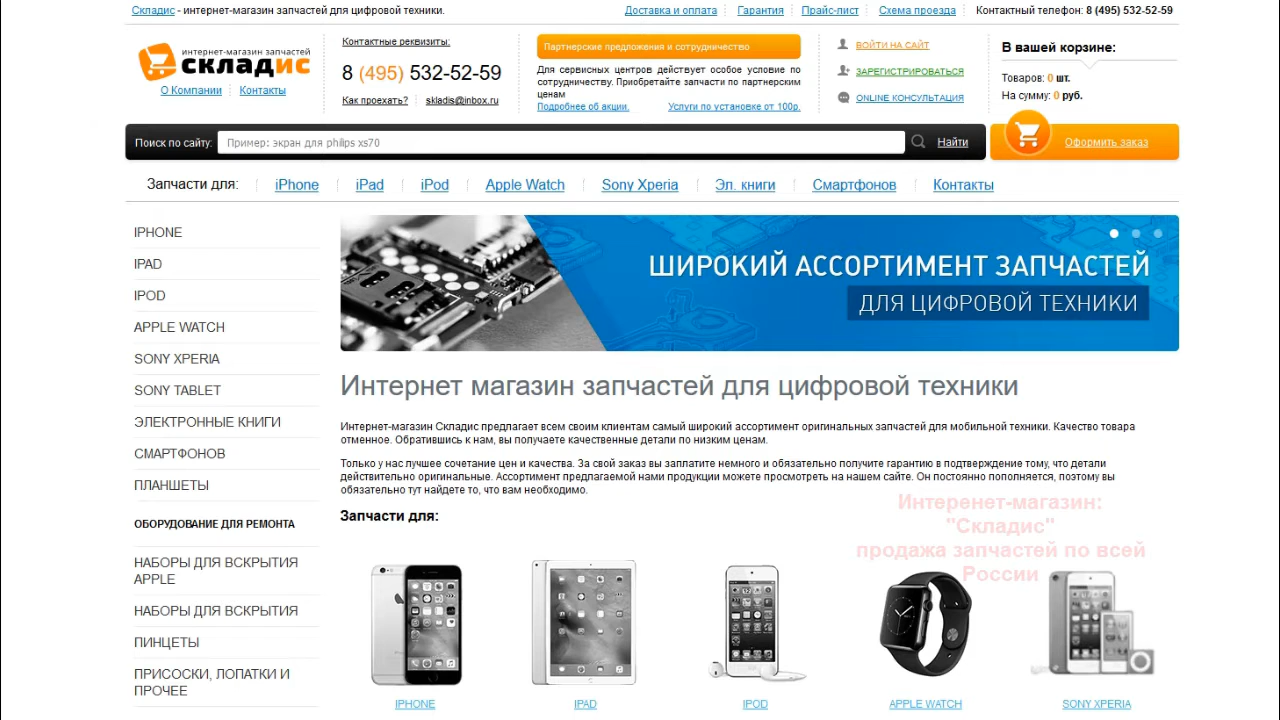 Складис - интернет-магазин запчастей для цифровой техники.
Доставка и оплата
Гарантия
Прайс-лист
Схема проезда
Контактный телефон: 8 (495) 532-52-59
интернет-магазин запчастей
складис
О Компании
Контакты
Контактные реквизиты:
8 (495) 532-52-59
Как проехать?
skladis@inbox.ru
Партнерские предложения и сотрудничество
Для сервисных центров действует особое условие по
сотрудничеству. Приобретайте запчасти по партнерским
ценам
Подробнее об акции.
Услуги по установке от 100р.
ВОЙТИ НА САЙТ
ЗАРЕГИСТРИРОВАТЬСЯ
ONLINE КОНСУЛЬТАЦИЯ
В вашей корзине:
Товаров: 0 шт.
На сумму: 0 руб.
Поиск по сайту:
Пример: экран для philips xs70
Найти
Оформить заказ
Запчасти для:
iPhone
iPad
iPod
Apple Watch
Sony Xperia
Эл. книги
Смартфонов
Контакты
IPHONE
IPAD
IPOD
APPLE WATCH
SONY XPERIA
SONY TABLET
ЭЛЕКТРОННЫЕ КНИГИ
СМАРТФОНОВ
ПЛАНШЕТЫ
ОБОРУДОВАНИЕ ДЛЯ РЕМОНТА
НАБОРЫ ДЛЯ ВСКРЫТИЯ
APPLE
НАБОРЫ ДЛЯ ВСКРЫТИЯ
ПИНЦЕТЫ
ПРИСОСКИ, ЛОПАТКИ И
ПРОЧЕЕ
ШИРОКИЙ АССОРТИМЕНТ ЗАПЧАСТЕЙ
ДЛЯ ЦИФРОВОЙ ТЕХНИКИ
Интернет магазин запчастей для цифровой техники
Интернет-магазин Складис предлагает всем своим клиентам самый широкий ассортимент оригинальных запчастей для мобильной техники. Качество товара
отменное. Обратившись к нам, вы получаете качественные детали по низким ценам.
Только у нас лучшее сочетание цен и качества. За свой заказ вы заплатите немного и обязательно получите гарантию в подтверждение тому, что детали
действительно оригинальные. Ассортимент предлагаемой нами продукции можете просмотреть на нашем сайте. Он постоянно пополняется, поэтому вы
обязательно тут найдете то, что вам необходимо.
Запчасти для:
Интеренет-магазин:
"Складис"
продажа запчастей по всей
России
IPHONE
IPAD
IPOD
APPLE WATCH
SONY XPERIA